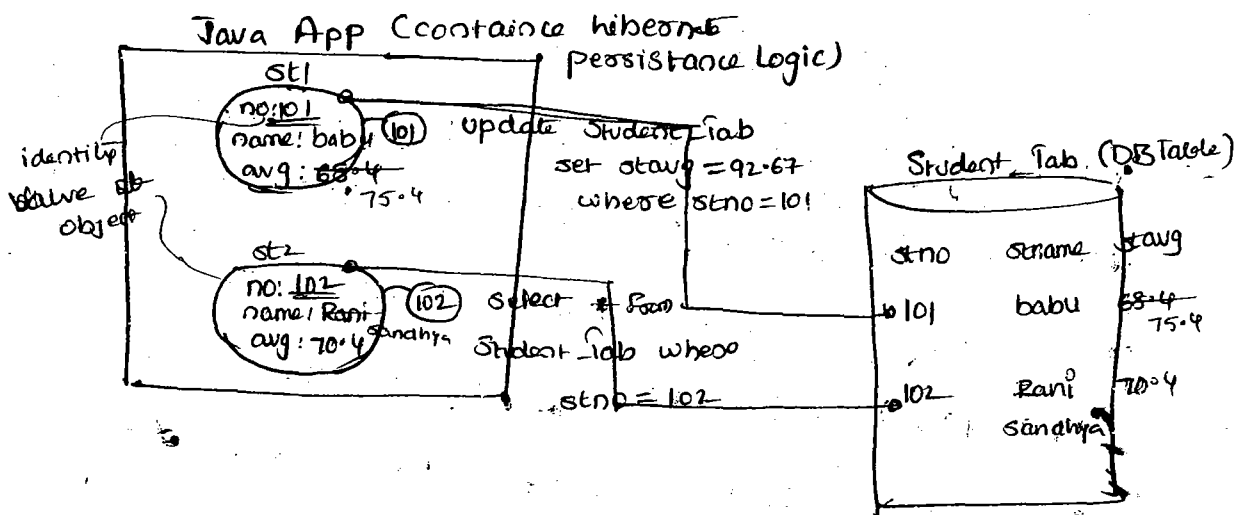 Java App (containce hibernet
persistance Logic)
st1
no:101
name: babu
avg: 68.4
75.4
101
identity
value of
object
update Student_Tab
set stavg = 92.67
where stno = 101
st2
no: 102
name: Rani
sandhya
avg: 70.4
102
select * from
Student_Tab where
stno = 102
Student_Tab (DB Table)
stno stname stavg
101 babu 68.4
75.4
102 Rani 70.4
sandhya